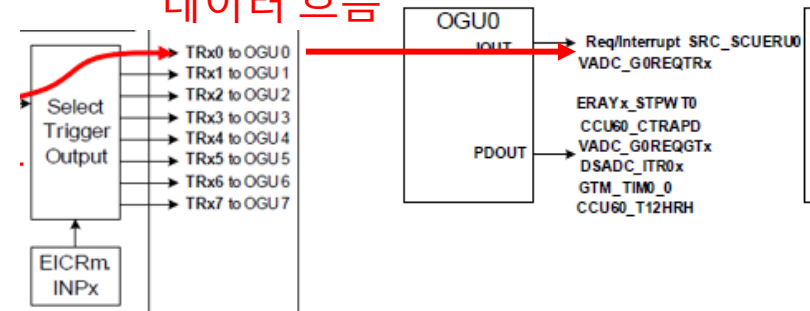 데이터 흐름
Select
Trigger
Output
EICRm.
INPx
TRx0 to OGU0
TRx1 to OGU1
TRx2 to OGU2
TRx3 to OGU3
TRx4 to OGU4
TRx5 to OGU5
TRx6 to OGU6
TRx7 to OGU7
OGU0
IOUT
PDOUT
Req/Interrupt SRC_SCUERU0
VADC_G0REQTRx
ERAYx_STPWT0
CCU60_CTRAPD
VADC_G0REQGTx
DSADC_ITR0x
GTM_TIM0_0
CCU60_T12HRH